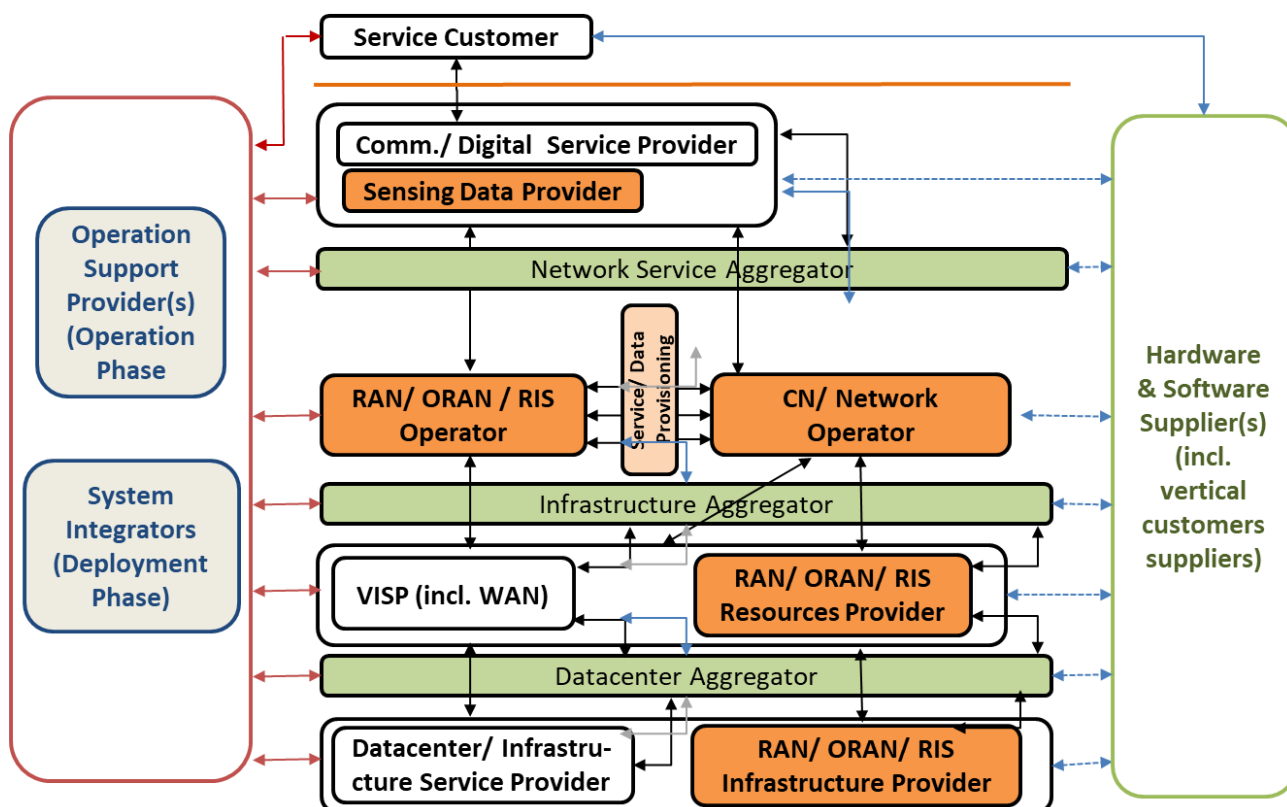 Service Customer
Comm./ Digital Service Provider
Sensing Data Provider
Operation
Support
Provider(s)
(Operation
Phase
Network Service Aggregator
Service/ Data
Provisioning
RAN/ ORAN / RIS
Operator
CN/ Network
Operator
Hardware
& Software
Supplier(s)
(incl.
vertical
customers
suppliers)
System
Integrators
(Deployment
Phase)
Infrastructure Aggregator
VISP (incl. WAN)
RAN/ ORAN/ RIS
Resources Provider
Datacenter Aggregator
Datacenter/ Infrastru-
cture Service Provider
RAN/ ORAN/ RIS
Infrastructure Provider